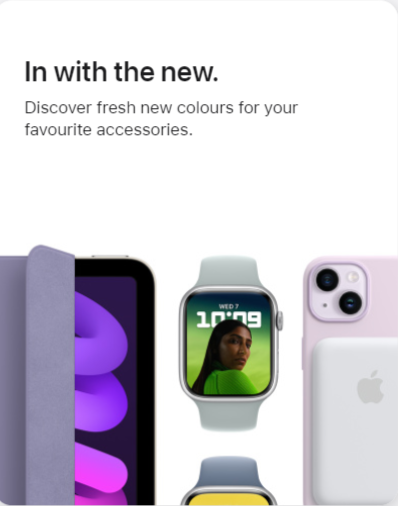 In with the new.
Discover fresh new colours for your
favourite accessories.
WED 7
10:09